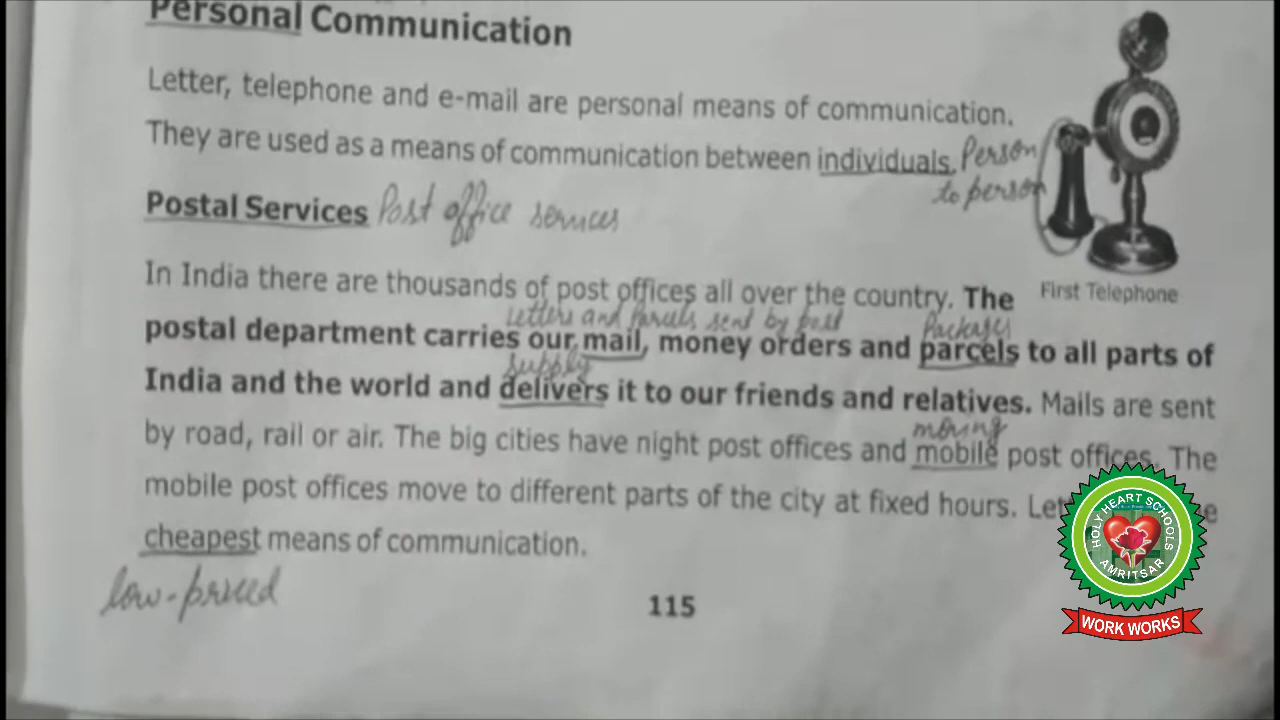 Personal Communication
Letter, telephone and e-mail are personal means of communication.
They are used as a means of communication between individuals. Person
to person
Postal Services Post office services
In India there are thousands of post offices all over the country. The
First Telephone
Letters and Parcels sent by post Packages
postal department carries our mail, money orders and parcels to all parts of
supply
India and the world and delivers it to our friends and relatives. Mails are sent
moving
by road, rail or air. The big cities have night post offices and mobile post offices. The
mobile post offices move to different parts of the city at fixed hours.
cheapest means of communication.
low-priced
115
HOLY HEART SCHOOLS
AMRITSAR
WORK WORKS